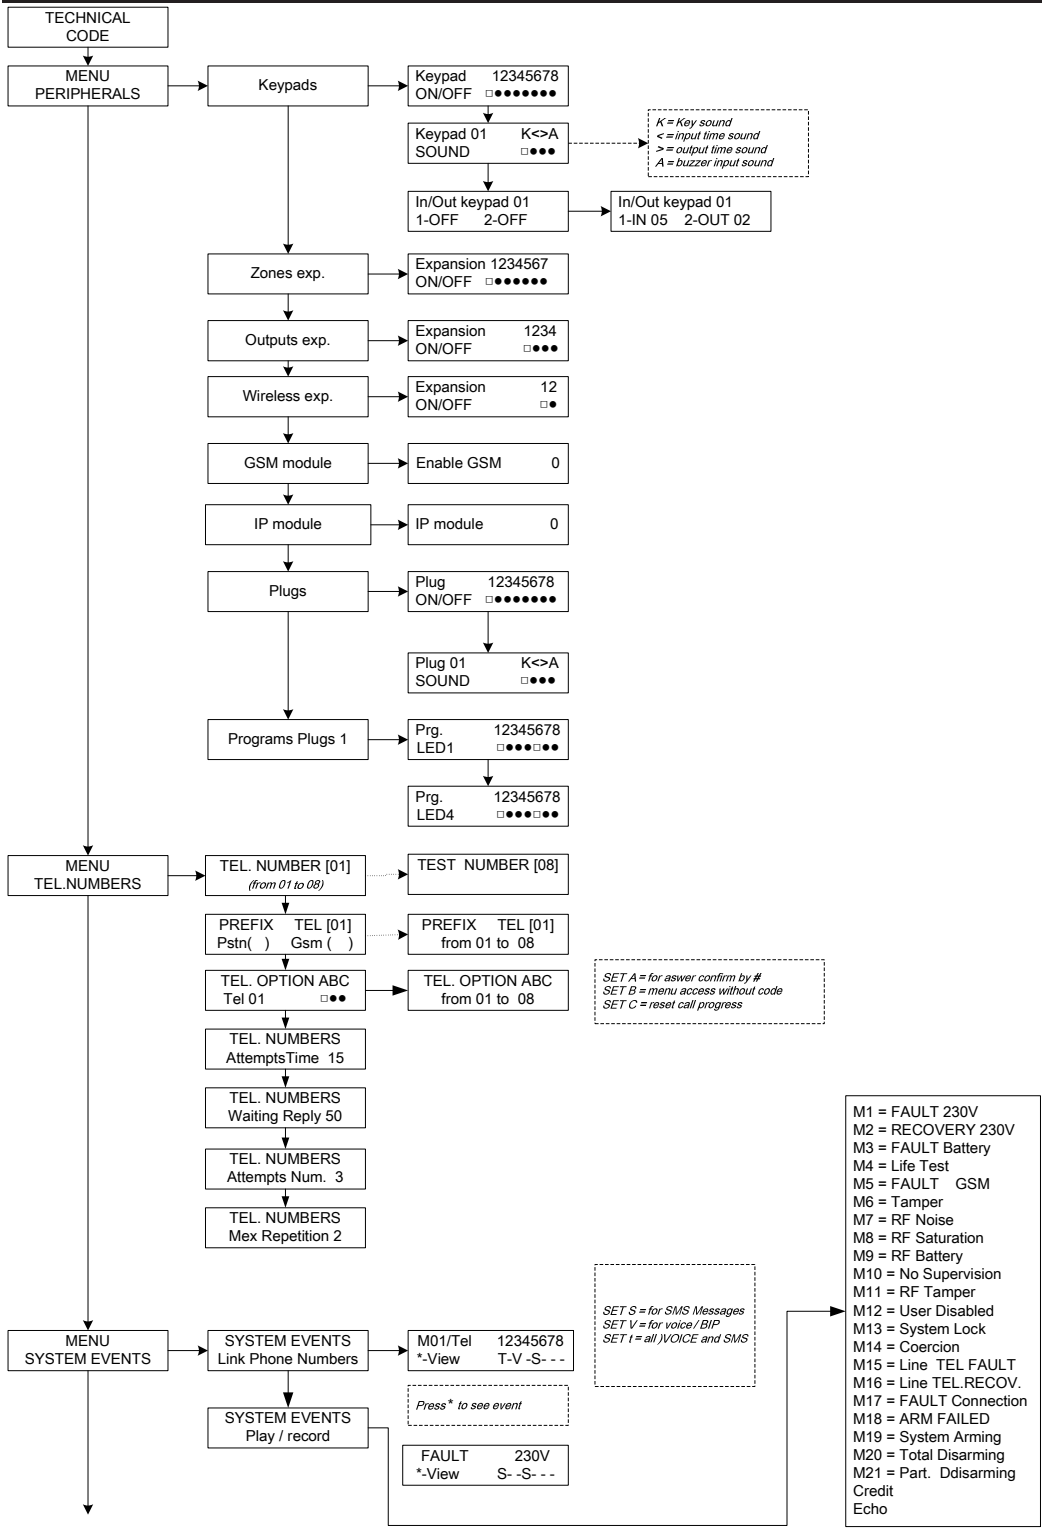 TECHNICAL
CODE
MENU
PERIPHERALS
Keypads
Keypad 12345678
ON/OFF □●●●●●●●
Keypad 01 K<>A
SOUND □●●●
K = Key sound
< = input time sound
> = output time sound
A = buzzer input sound
In/Out keypad 01
1-OFF 2-OFF
In/Out keypad 01
1-IN 05 2-OUT 02
Zones exp.
Expansion 1234567
ON/OFF □●●●●●●
Outputs exp.
Expansion 1234
ON/OFF □●●●
Wireless exp.
Expansion 12
ON/OFF □●
GSM module
Enable GSM 0
IP module
IP module 0
Plugs
Plug 12345678
ON/OFF □●●●●●●●
Plug 01 K<>A
SOUND □●●●
Programs Plugs 1
Prg. 12345678
LED1 □●●●□●●
Prg. 12345678
LED4 □●●●□●●
MENU
TEL.NUMBERS
TEL. NUMBER [01]
(from 01 to 08)
TEST NUMBER [08]
PREFIX TEL [01]
Pstn( ) Gsm ( )
PREFIX TEL [01]
from 01 to 08
TEL. OPTION ABC
Tel 01 □●●
TEL. OPTION ABC
from 01 to 08
SET A = for aswer confirm by #
SET B = menu access without code
SET C = reset call progress
TEL. NUMBERS
AttemptsTime 15
TEL. NUMBERS
Waiting Reply 50
TEL. NUMBERS
Attempts Num. 3
TEL. NUMBERS
Mex Repetition 2
MENU
SYSTEM EVENTS
SYSTEM EVENTS
Link Phone Numbers
M01/Tel 12345678
*-View T-V -S- - -
SET S = for SMS Messages
SET V = for voice / BIP
SET t = all )VOICE and SMS
Press * to see event
SYSTEM EVENTS
Play / record
FAULT 230V
*-View S- -S- - -
M1 = FAULT 230V
M2 = RECOVERY 230V
M3 = FAULT Battery
M4 = Life Test
M5 = FAULT GSM
M6 = Tamper
M7 = RF Noise
M8 = RF Saturation
M9 = RF Battery
M10 = No Supervision
M11 = RF Tamper
M12 = User Disabled
M13 = System Lock
M14 = Coercion
M15 = Line TEL FAULT
M16 = Line TEL.RECOV.
M17 = FAULT Connection
M18 = ARM FAILED
M19 = System Arming
M20 = Total Disarming
M21 = Part. Ddisarming
Credit
Echo